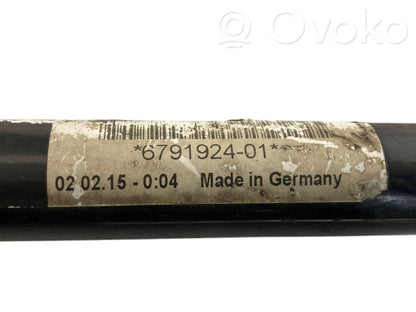 Ovoko
*6791924-01*
02 02.15 - 0:04 Made in Germany